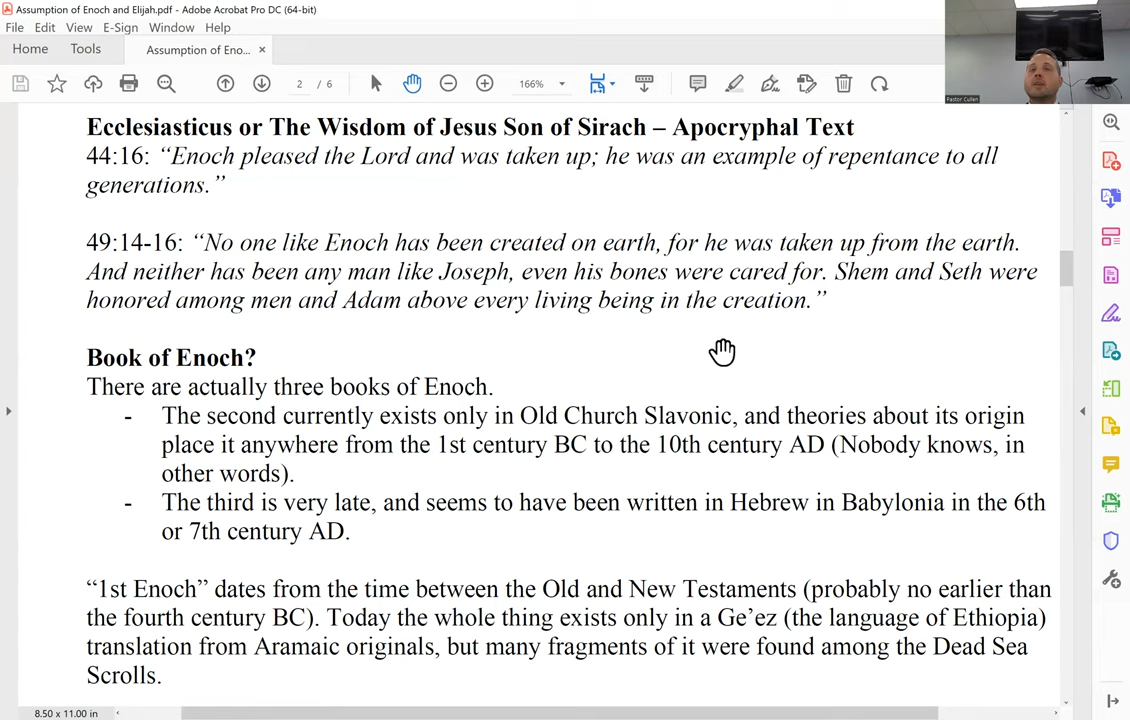 Assumption of Enoch and Elijah.pdf - Adobe Acrobat Pro DC (64-bit)
File Edit View E-Sign Window Help
Home Tools Assumption of Eno... ×
2 / 6 166%
Pastor Cullen
Ecclesiasticus or The Wisdom of Jesus Son of Sirach – Apocryphal Text
44:16: “Enoch pleased the Lord and was taken up; he was an example of repentance to all
generations.”
49:14-16: “No one like Enoch has been created on earth, for he was taken up from the earth.
And neither has been any man like Joseph, even his bones were cared for. Shem and Seth were
honored among men and Adam above every living being in the creation.”
Book of Enoch?
There are actually three books of Enoch.
- The second currently exists only in Old Church Slavonic, and theories about its origin
place it anywhere from the 1st century BC to the 10th century AD (Nobody knows, in
other words).
- The third is very late, and seems to have been written in Hebrew in Babylonia in the 6th
or 7th century AD.
“1st Enoch” dates from the time between the Old and New Testaments (probably no earlier than
the fourth century BC). Today the whole thing exists only in a Ge’ez (the language of Ethiopia)
translation from Aramaic originals, but many fragments of it were found among the Dead Sea
Scrolls.
8.50 x 11.00 in